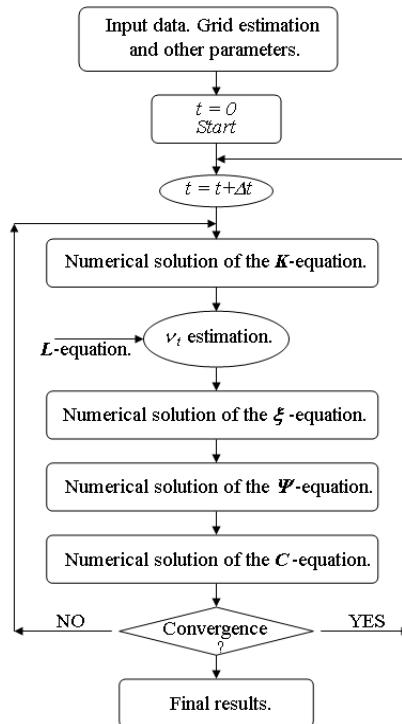 Input data. Grid estimation
and other parameters.
t = 0
Start
t = t+Δt
Numerical solution of the K-equation.
ν_t estimation.
L-equation.
Numerical solution of the ξ-equation.
Numerical solution of the Ψ-equation.
Numerical solution of the C-equation.
NO
Convergence
?
YES
Final results.